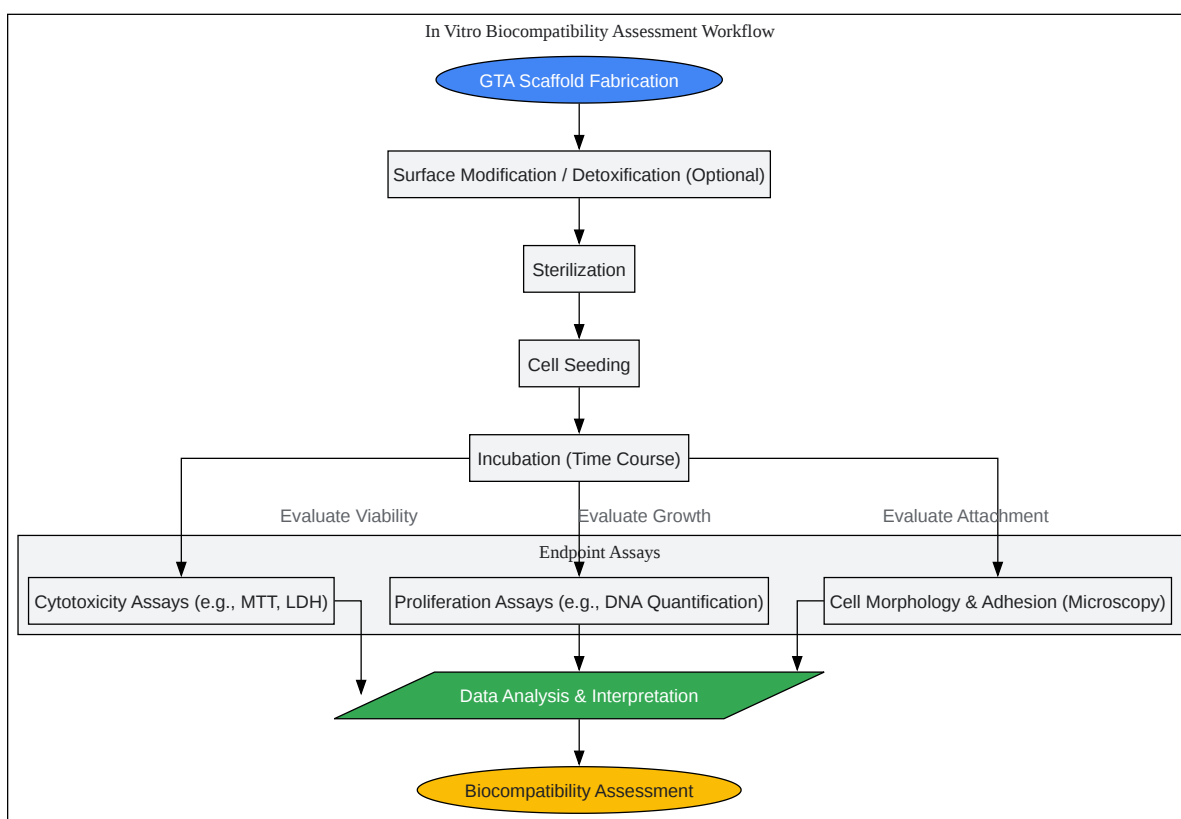 In Vitro Biocompatibility Assessment Workflow
GTA Scaffold Fabrication
Surface Modification / Detoxification (Optional)
Sterilization
Cell Seeding
Incubation (Time Course)
Evaluate Viability
Evaluate Growth
Evaluate Attachment
Endpoint Assays
Cytotoxicity Assays (e.g., MTT, LDH)
Proliferation Assays (e.g., DNA Quantification)
Cell Morphology & Adhesion (Microscopy)
Data Analysis & Interpretation
Biocompatibility Assessment